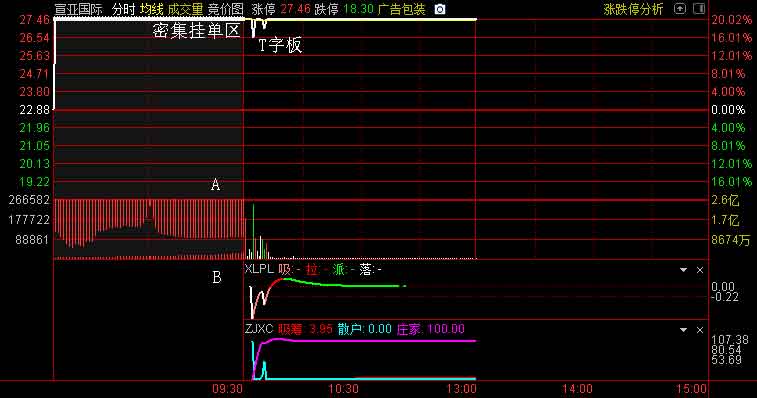 宣亚国际 分时 均线 成交量 竞价图 涨停 27.46 跌停 18.30 广告包装 涨跌停分析
27.46 密集挂单区 20.02%
26.54 T字板 16.01%
25.63 12.01%
24.71 8.01%
23.80 4.00%
22.88 0.00%
21.96 4.00%
21.05 8.01%
20.13 12.01%
19.22 A 16.01%
266582 2.6亿
177722 1.7亿
88861 8674万
B XLPL 吸:- 拉:- 派:- 落:-
0.00
-0.22
ZJXC 吸筹: 3.95 散户: 0.00 庄家: 100.00
107.38
80.54
53.69
09:30 10:30 13:00 14:00 15:00